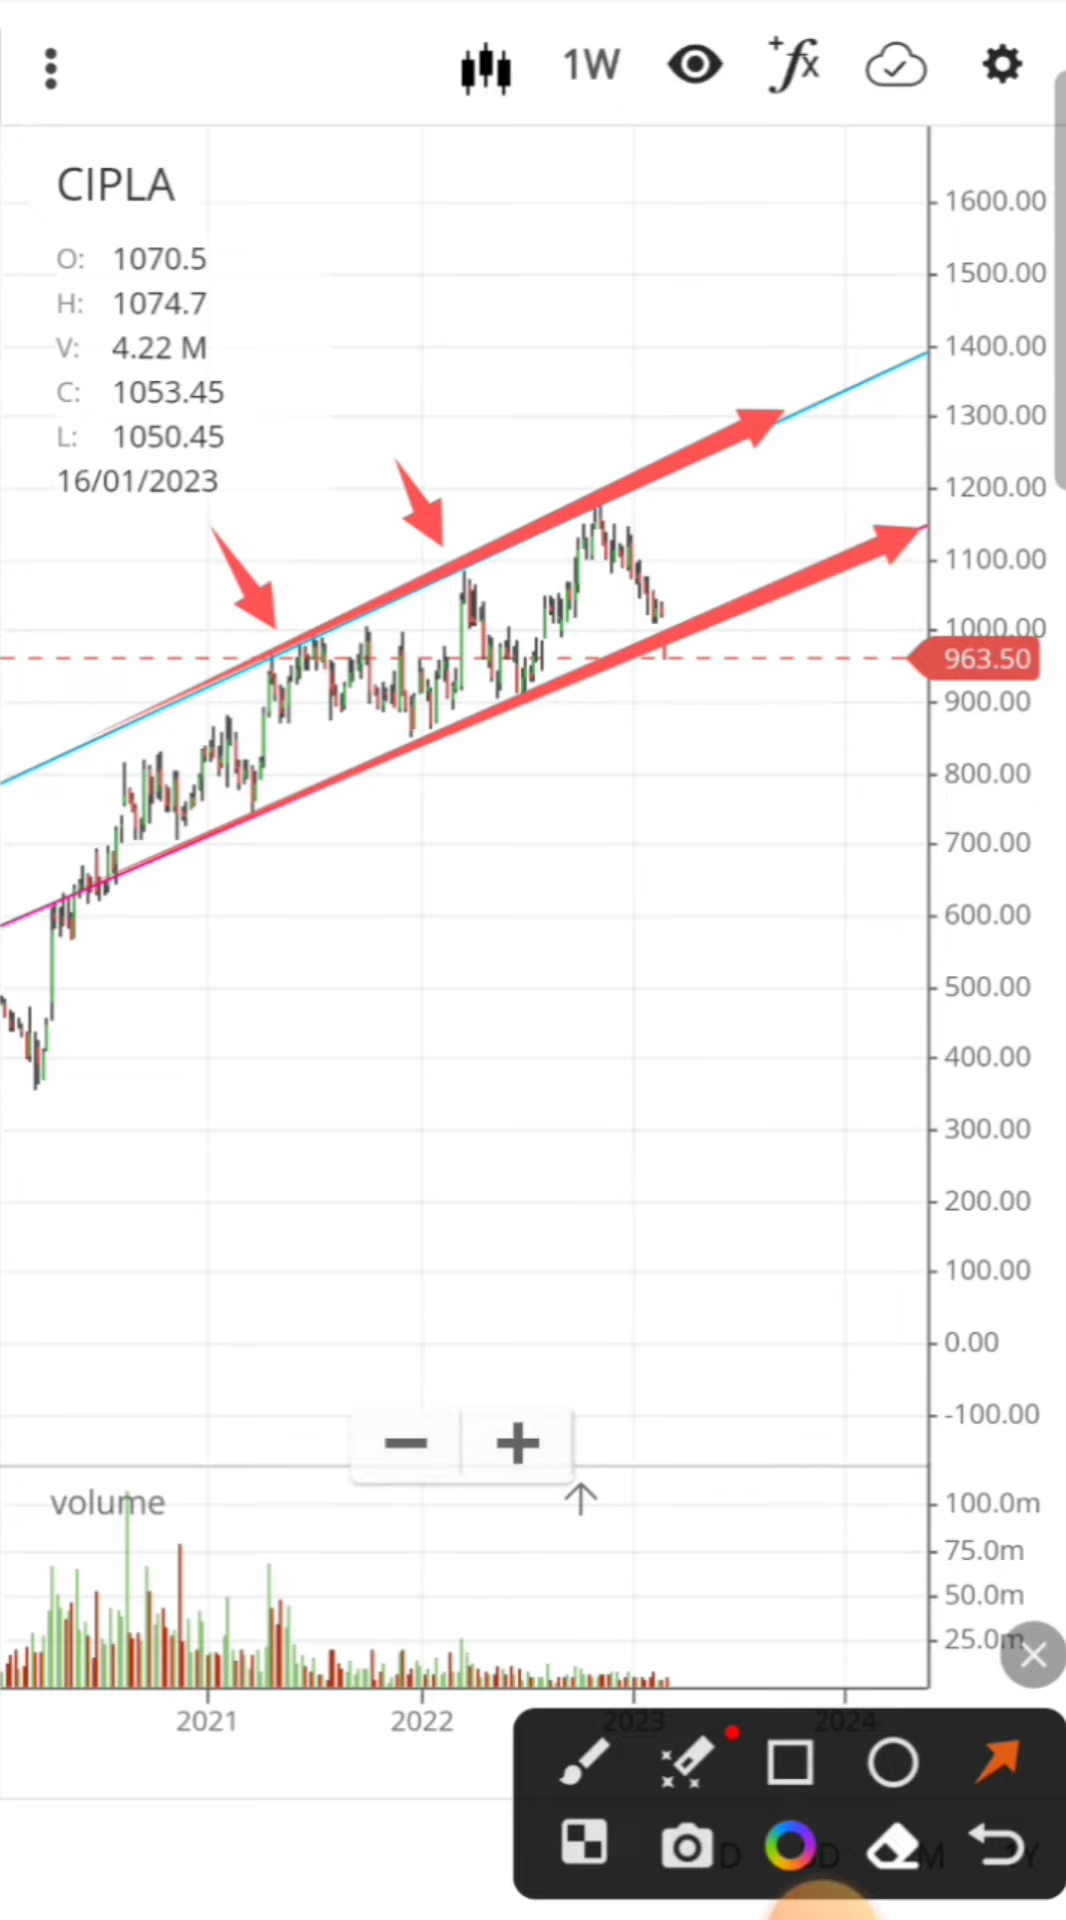 1W
+fx
CIPLA
O: 1070.5
H: 1074.7
V: 4.22 M
C: 1053.45
L: 1050.45
16/01/2023
1600.00
1500.00
1400.00
1300.00
1200.00
1100.00
1000.00
963.50
900.00
800.00
700.00
600.00
500.00
400.00
300.00
200.00
100.00
0.00
-100.00
volume
100.0m
75.0m
50.0m
25.0m
2021
2022
2023
2024
D
D
M
Y